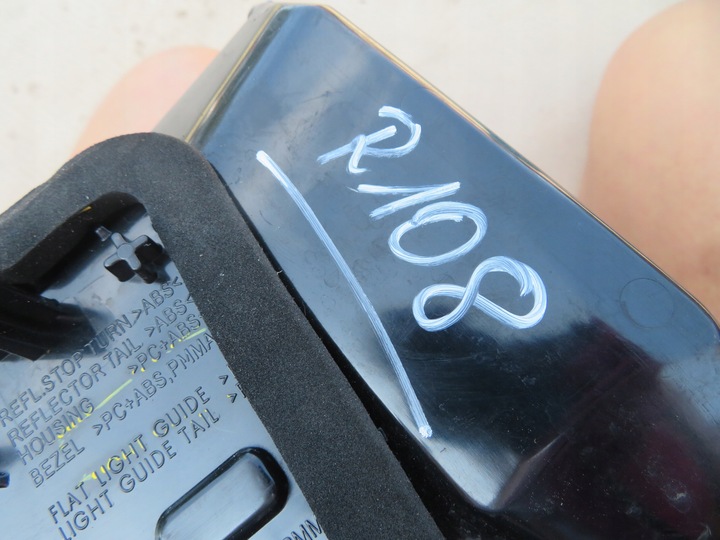 R108
REFL.STOP TURN >ABS<
REFLECTOR TAIL >ABS<
HOUSING >PC+ABS
BEZEL >PC+ABS,PMMA
FLAT LIGHT GUIDE >
LIGHT GUIDE TAIL >